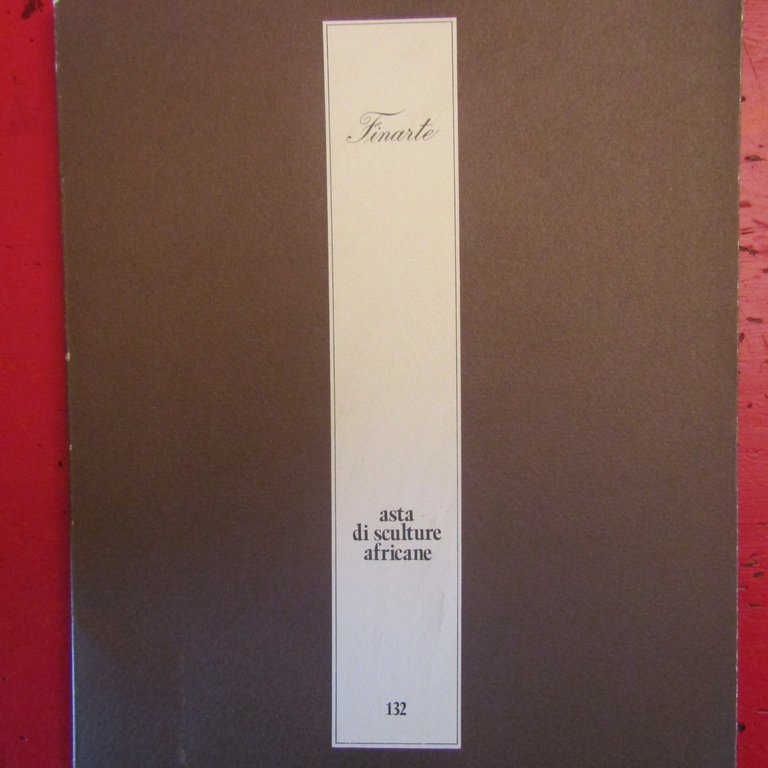 Finarte
asta
di sculture
africane
132